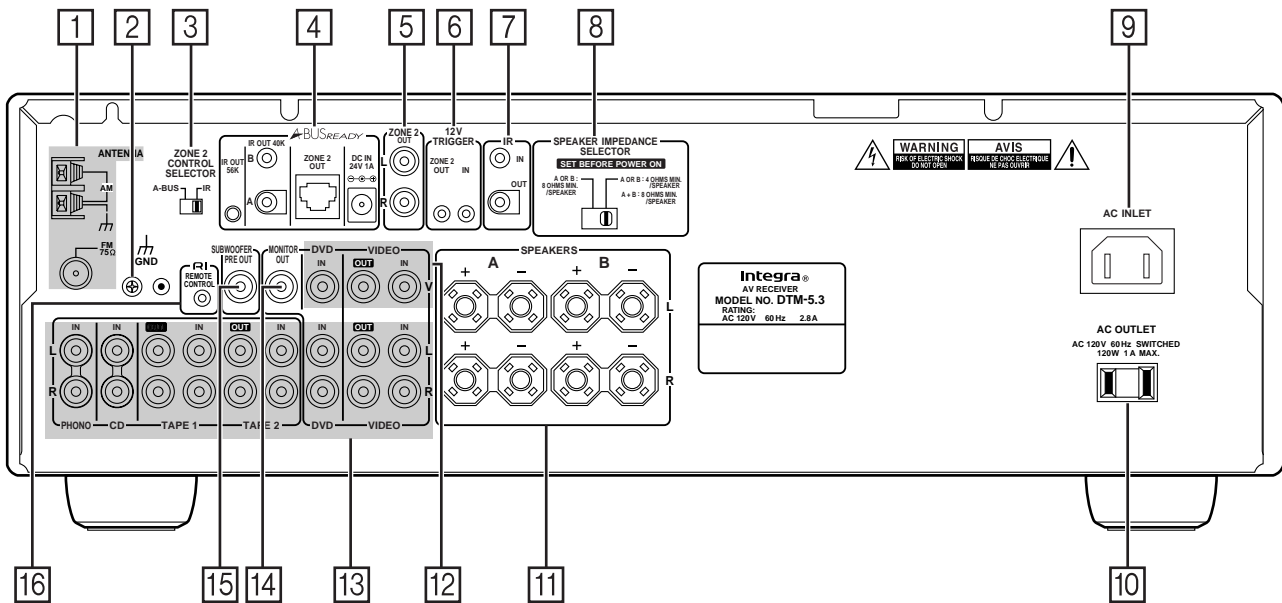 1
2
3
4
5
6
7
8
9
ANTENNA
AM
FM
75Ω
GND
ZONE 2
CONTROL
SELECTOR
A-BUS
IR
A-BUS READY
IR OUT
56K
IR OUT 40K
B
A
ZONE 2
OUT
DC IN
24V 1A
ZONE 2
OUT
L
R
12V
TRIGGER
ZONE 2
OUT
IN
IR
IN
OUT
SPEAKER IMPEDANCE
SELECTOR
SET BEFORE POWER ON
A OR B :
8 OHMS MIN.
/SPEAKER
A OR B : 4 OHMS MIN.
/SPEAKER
A + B : 8 OHMS MIN.
/SPEAKER
WARNING
RISK OF ELECTRIC SHOCK
DO NOT OPEN
AVIS
RISQUE DE CHOC ELECTRIQUE
NE PAS OUVRIR
AC INLET
RI
REMOTE
CONTROL
SUBWOOFER
PRE OUT
MONITOR
OUT
DVD
IN
VIDEO
OUT
IN
V
SPEAKERS
A
B
+
−
+
−
L
+
−
+
−
R
Integra®
AV RECEIVER
MODEL NO. DTM-5.3
RATING:
AC 120V 60 Hz 2.8 A
AC OUTLET
AC 120V 60 Hz SWITCHED
120W 1 A MAX.
IN
IN
IN
OUT
IN
IN
OUT
IN
L
R
L
R
PHONO
CD
TAPE 1
TAPE 2
DVD
VIDEO
16
15
14
13
12
11
10